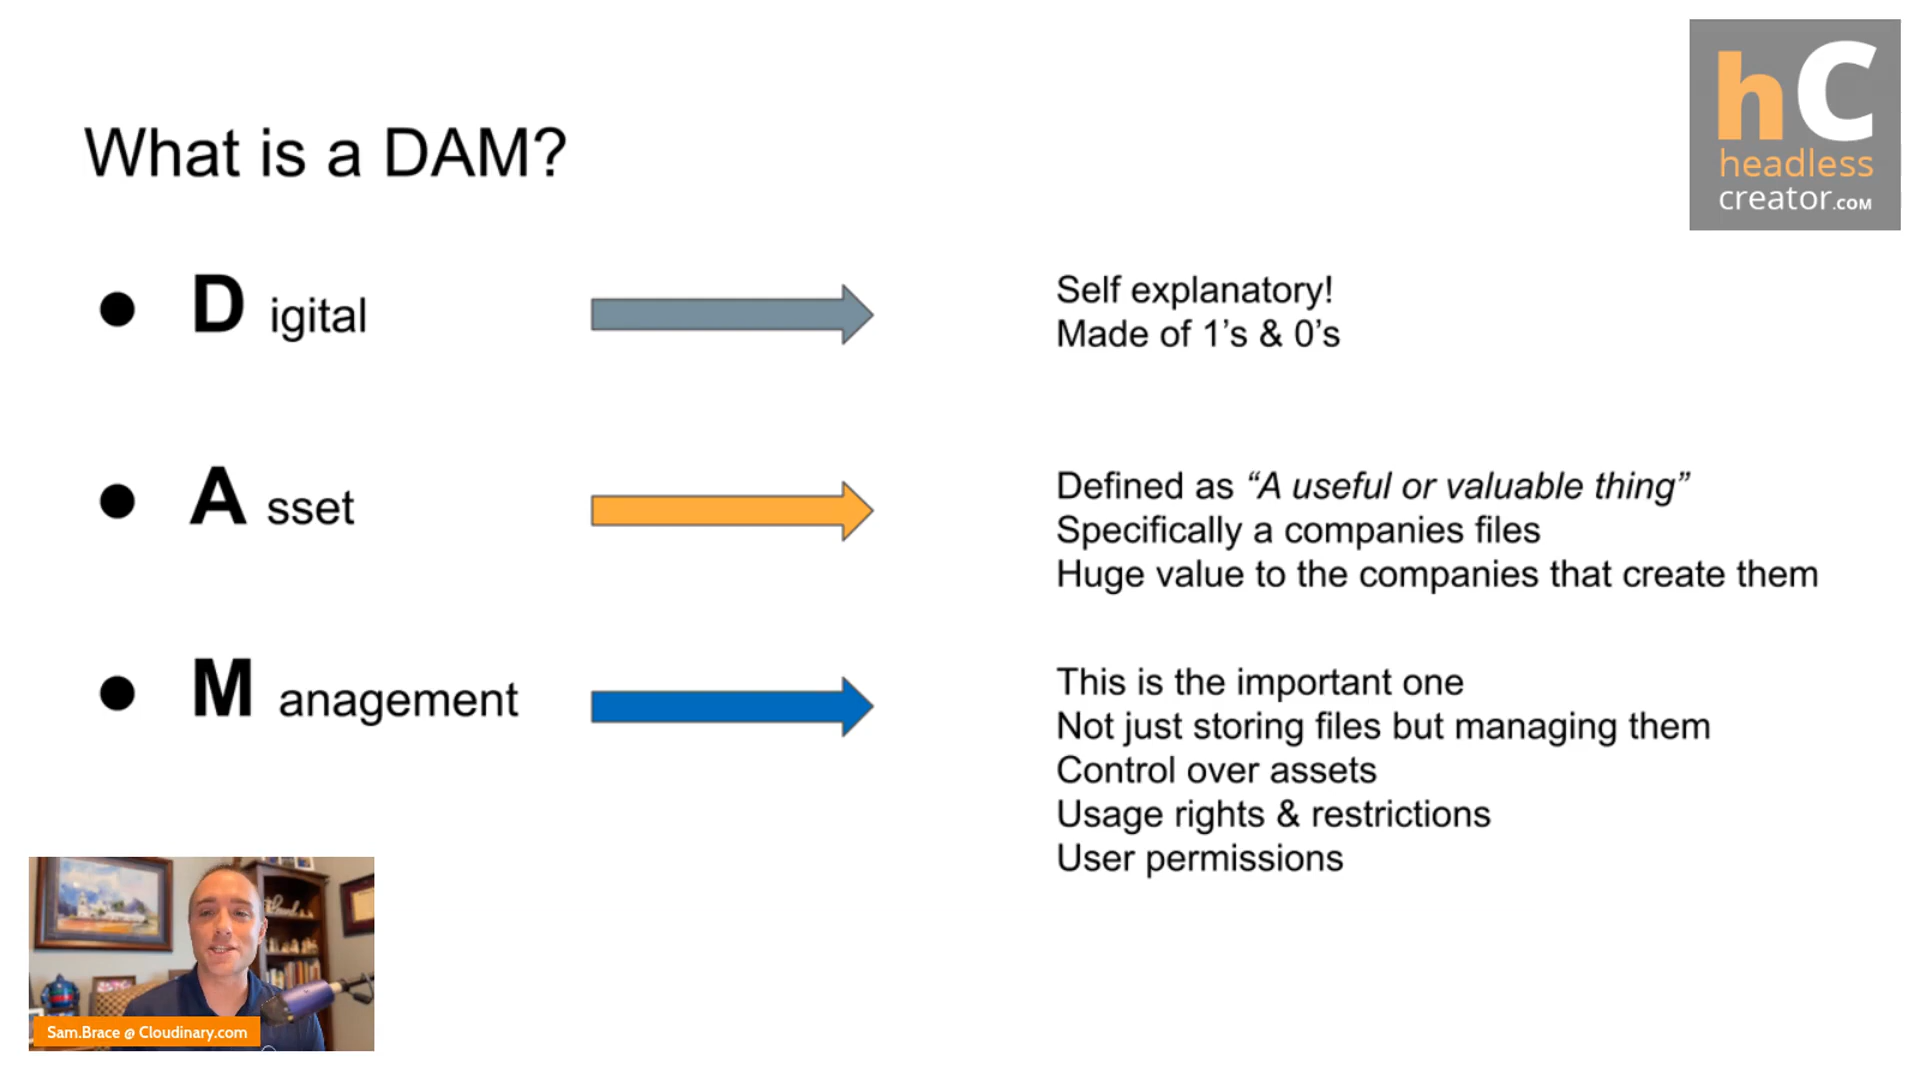 hC
headless
creator.COM
What is a DAM?
● D igital
Self explanatory!
Made of 1’s & 0’s
● A sset
Defined as “A useful or valuable thing”
Specifically a companies files
Huge value to the companies that create them
● M anagement
This is the important one
Not just storing files but managing them
Control over assets
Usage rights & restrictions
User permissions
Sam.Brace @ Cloudinary.com